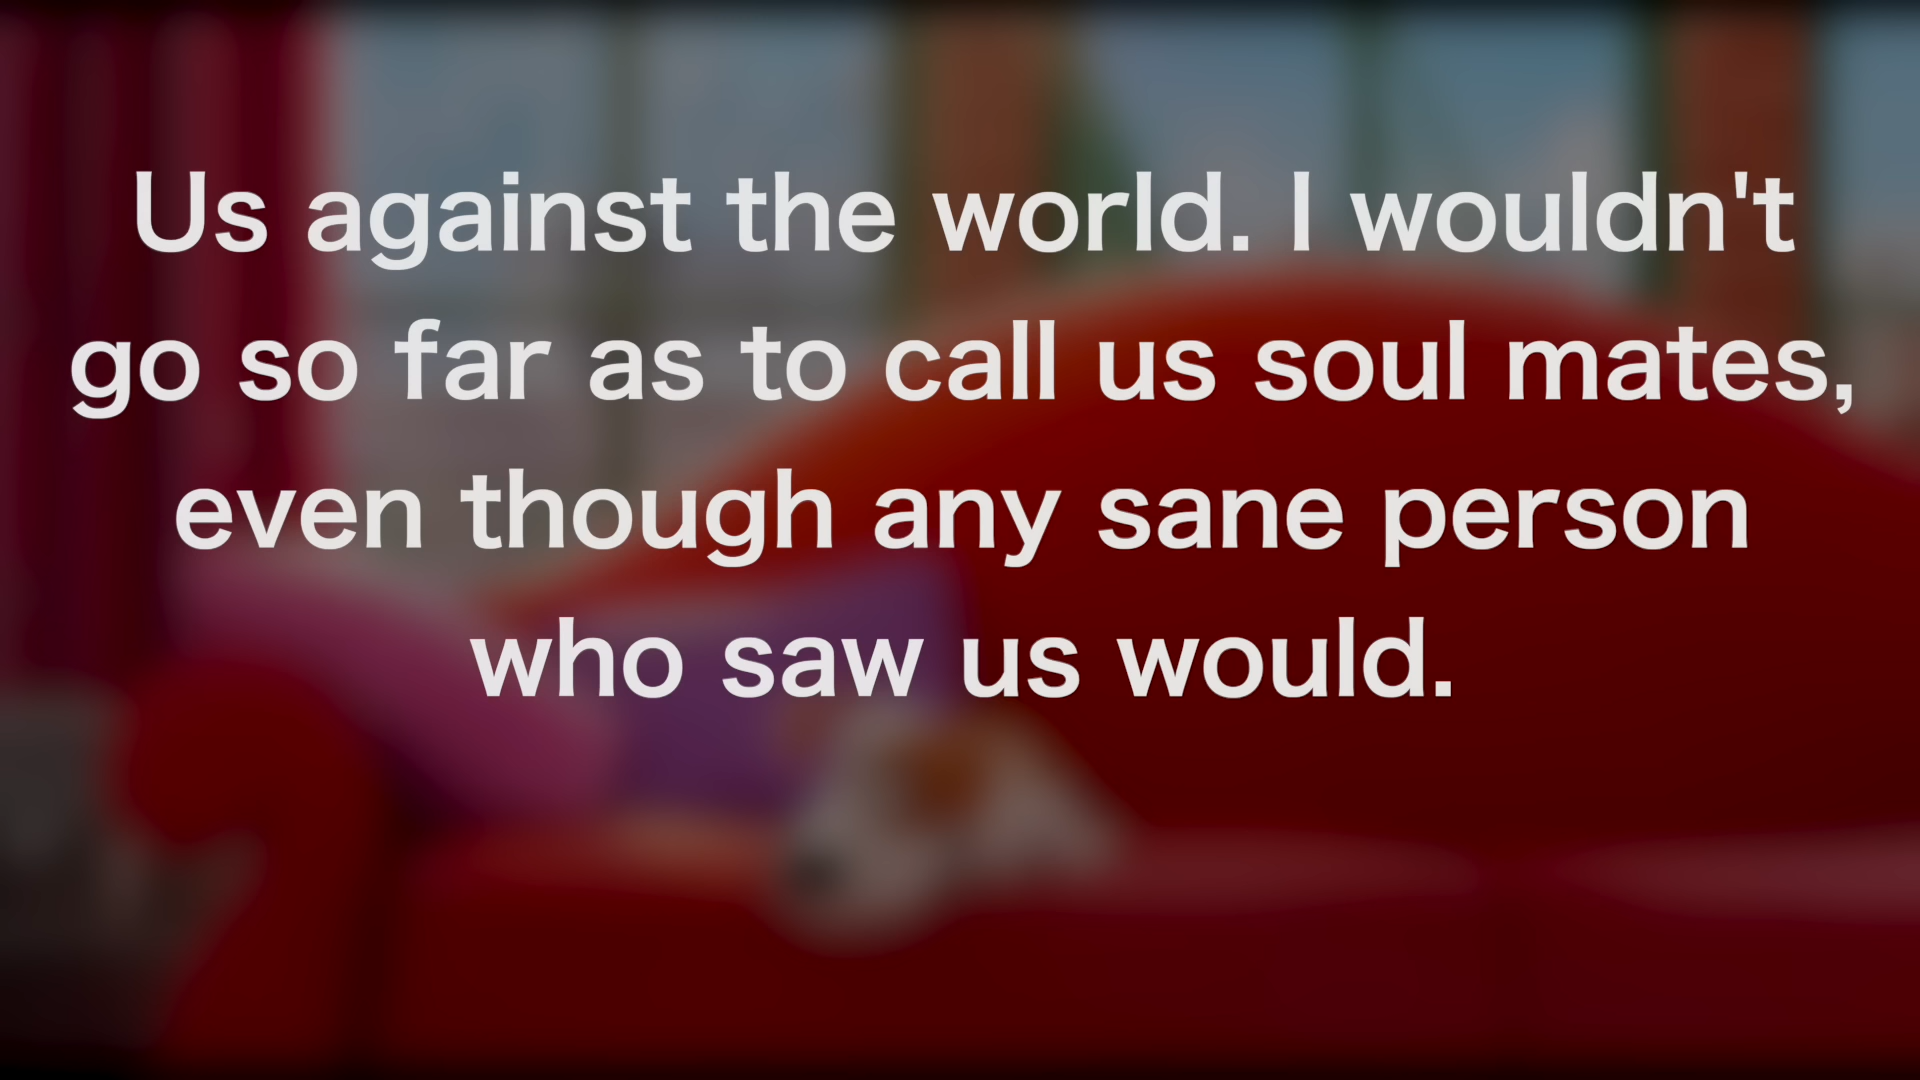 Us against the world. I wouldn't
go so far as to call us soul mates,
even though any sane person
who saw us would.